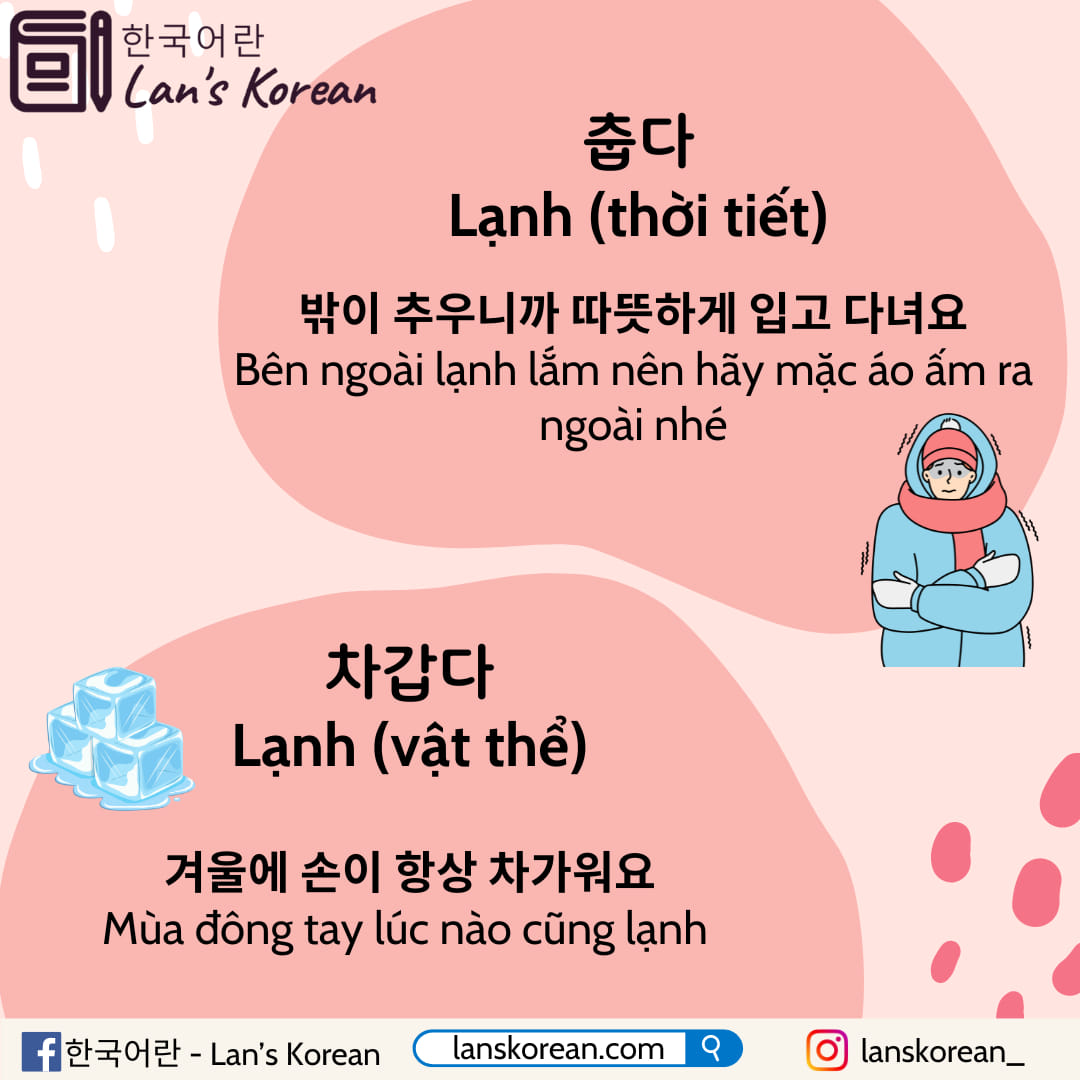 한국어란
Lan's Korean
춥다
Lạnh (thời tiết)
밖이 추우니까 따뜻하게 입고 다녀요
Bên ngoài lạnh lắm nên hãy mặc áo ấm ra
ngoài nhé
차갑다
Lạnh (vật thể)
겨울에 손이 항상 차가워요
Mùa đông tay lúc nào cũng lạnh
한국어란 - Lan's Korean
lanskorean.com
lanskorean_